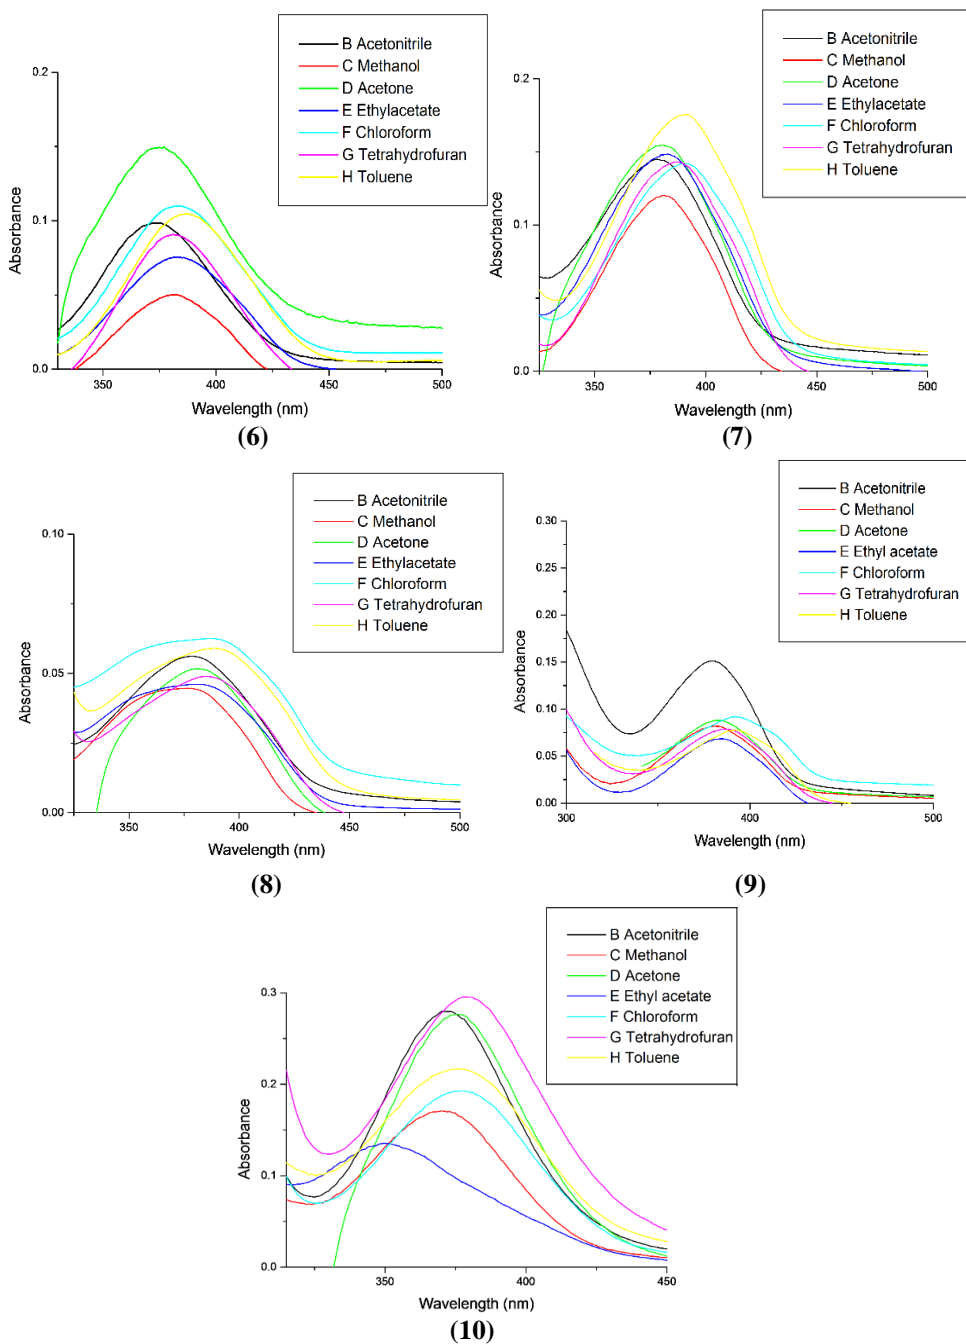 B Acetonitrile
C Methanol
D Acetone
E Ethylacetate
F Chloroform
G Tetrahydrofuran
H Toluene
0.2
0.1
0.0
350
400
450
500
Absorbance
Wavelength (nm)
(6)
B Acetonitrile
C Methanol
D Acetone
E Ethylacetate
F Chloroform
G Tetrahydrofuran
H Toluene
0.2
0.1
0.0
350
400
450
500
Absorbance
Wavelength (nm)
(7)
B Acetonitrile
C Methanol
D Acetone
E Ethylacetate
F Chloroform
G Tetrahydrofuran
H Toluene
0.10
0.05
0.00
350
400
450
500
Absorbance
Wavelength (nm)
(8)
B Acetonitrile
C Methanol
D Acetone
E Ethyl acetate
F Chloroform
G Tetrahydrofuran
H Toluene
0.30
0.25
0.20
0.15
0.10
0.05
0.00
300
400
500
Absorbance
Wavelength (nm)
(9)
B Acetonitrile
C Methanol
D Acetone
E Ethyl acetate
F Chloroform
G Tetrahydrofuran
H Toluene
0.3
0.2
0.1
0.0
350
400
450
Absorbance
Wavelength (nm)
(10)